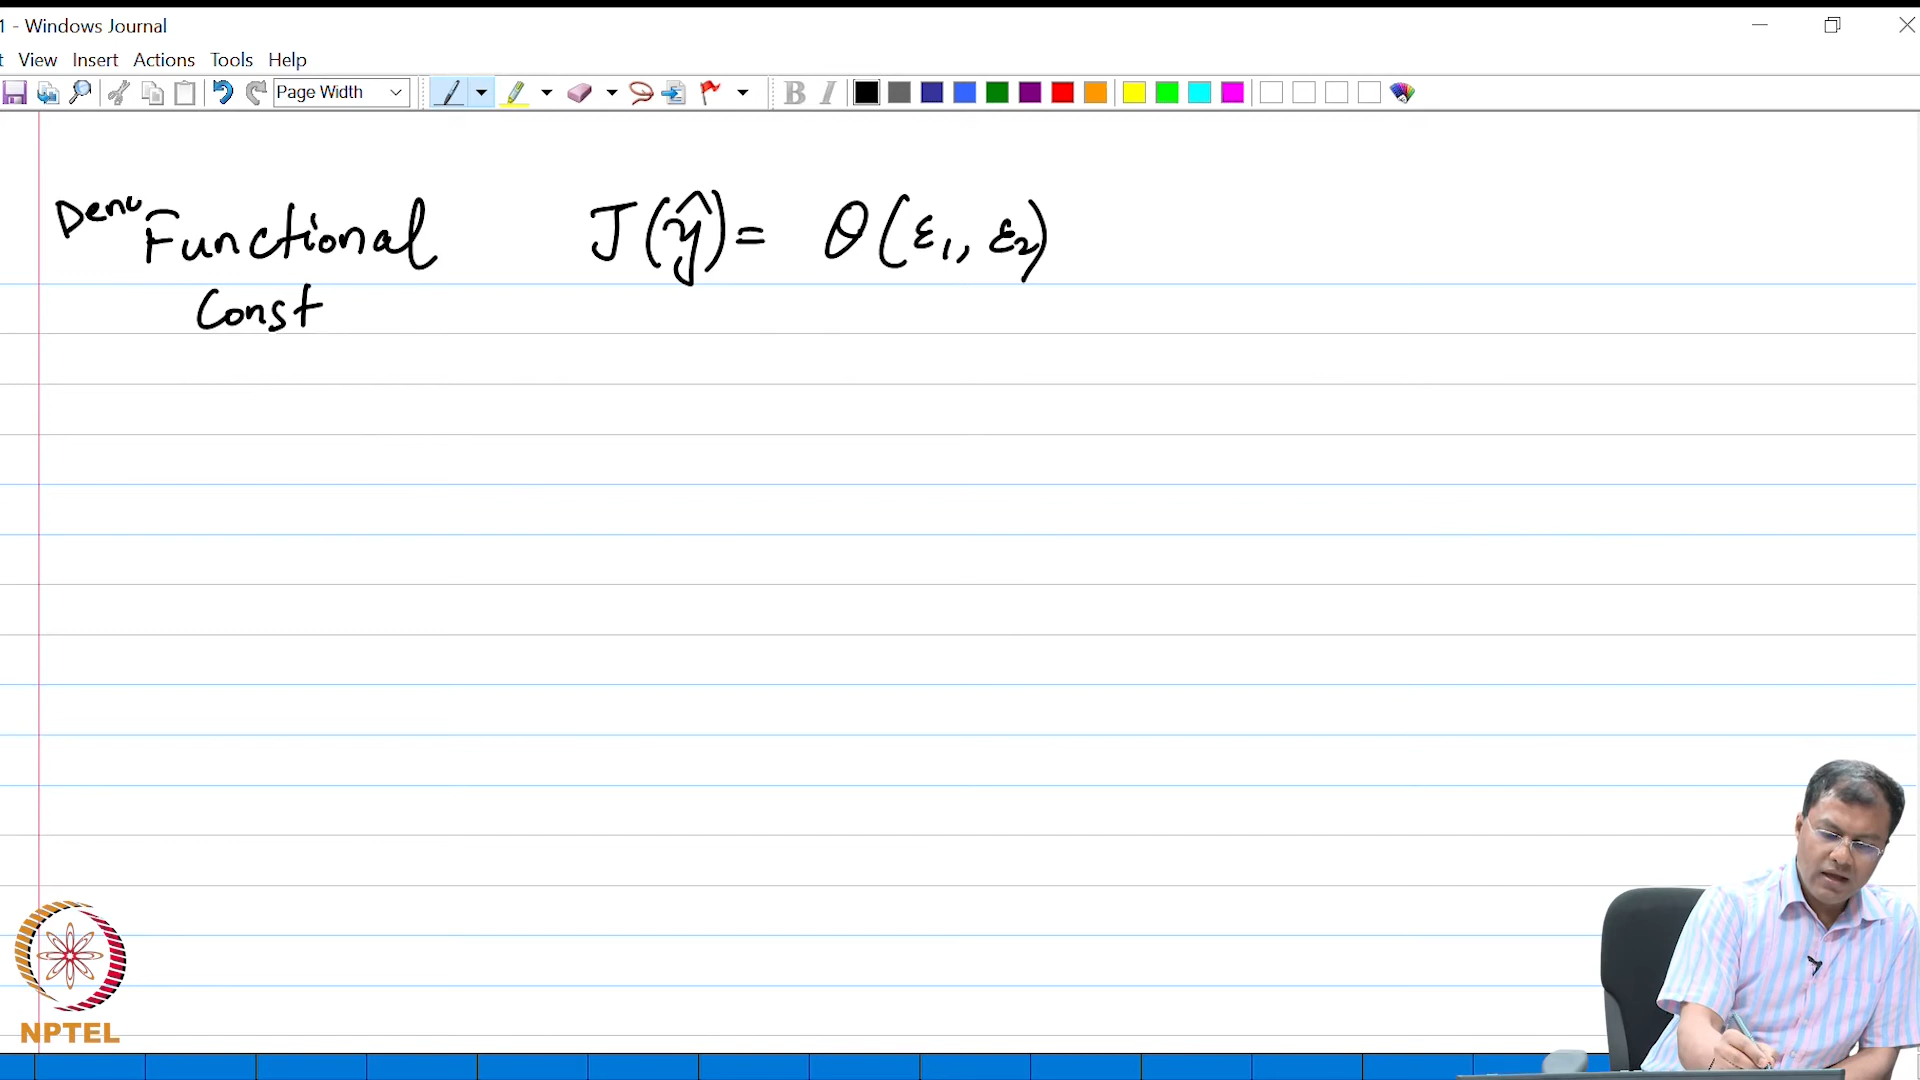 1 - Windows Journal
t View Insert Actions Tools Help
Page Width B I
Denu Functional J(ŷ) = Θ(ε₁, ε₂)
Const
NPTEL